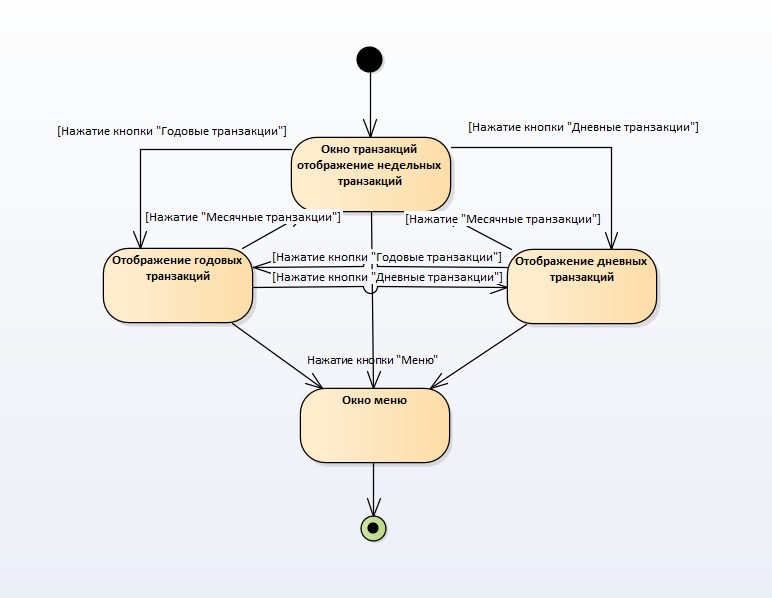 [Нажатие кнопки "Годовые транзакции"]
[Нажатие кнопки "Дневные транзакции"]
Окно транзакций
отображение недельных
транзакций
[Нажатие "Месячные транзакции"]
[Нажатие "Месячные транзакции"]
Отображение годовых
транзакций
[Нажатие кнопки "Годовые транзакции"]
[Нажатие кнопки "Дневные транзакции"]
Отображение дневных
транзакций
Нажатие кнопки "Меню"
Окно меню